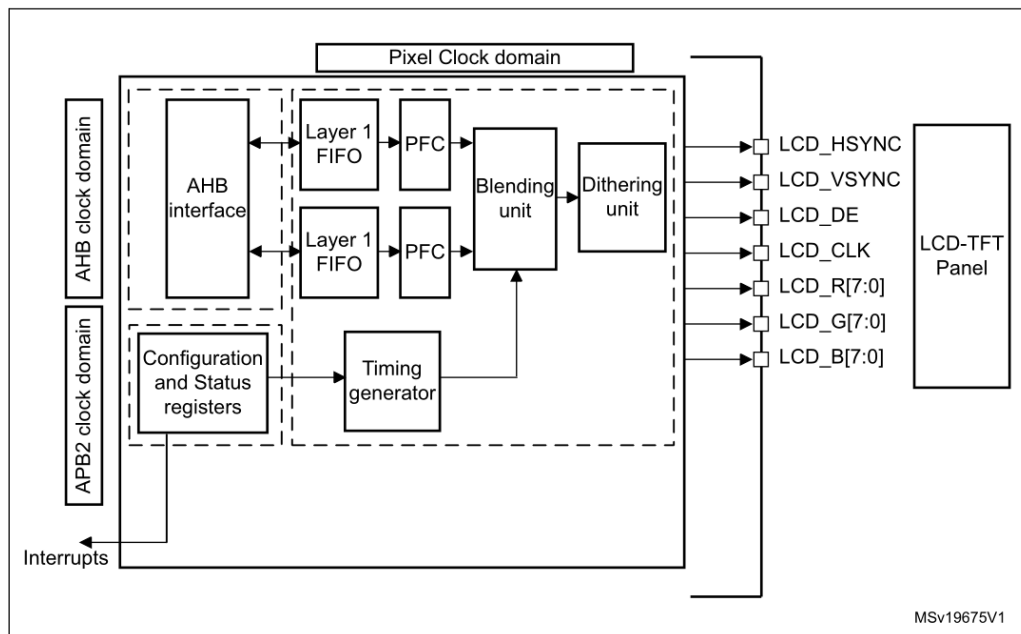 Pixel Clock domain
AHB clock domain
APB2 clock domain
AHB
interface
Layer 1
FIFO
PFC
Layer 1
FIFO
PFC
Blending
unit
Dithering
unit
Configuration
and Status
registers
Timing
generator
Interrupts
LCD_HSYNC
LCD_VSYNC
LCD_DE
LCD_CLK
LCD_R[7:0]
LCD_G[7:0]
LCD_B[7:0]
LCD-TFT
Panel
MSv19675V1